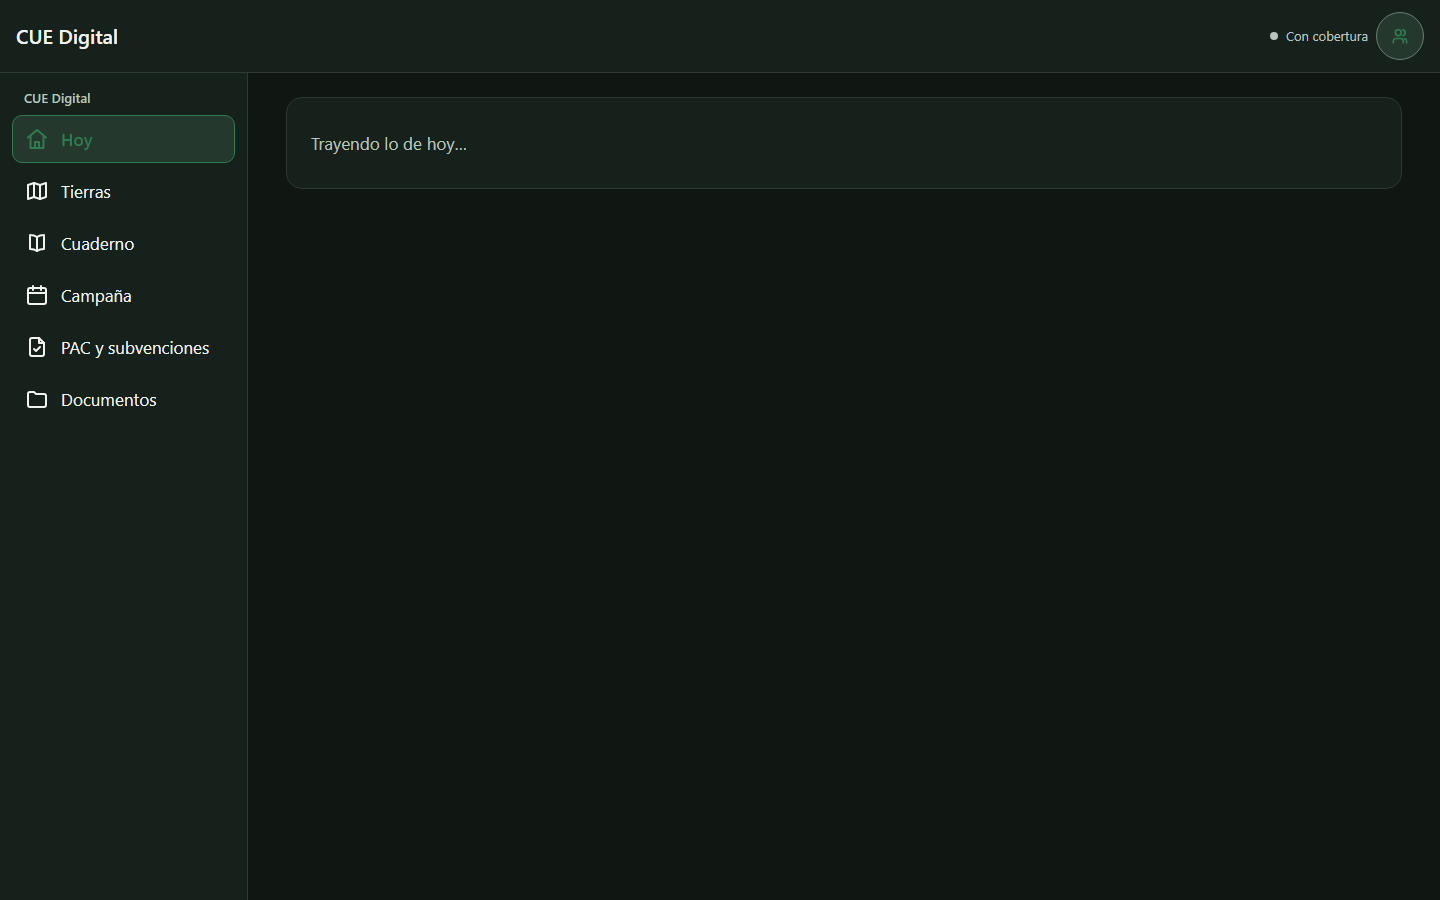 CUE Digital
Con cobertura
CUE Digital
Hoy
Tierras
Cuaderno
Campaña
PAC y subvenciones
Documentos
Trayendo lo de hoy...